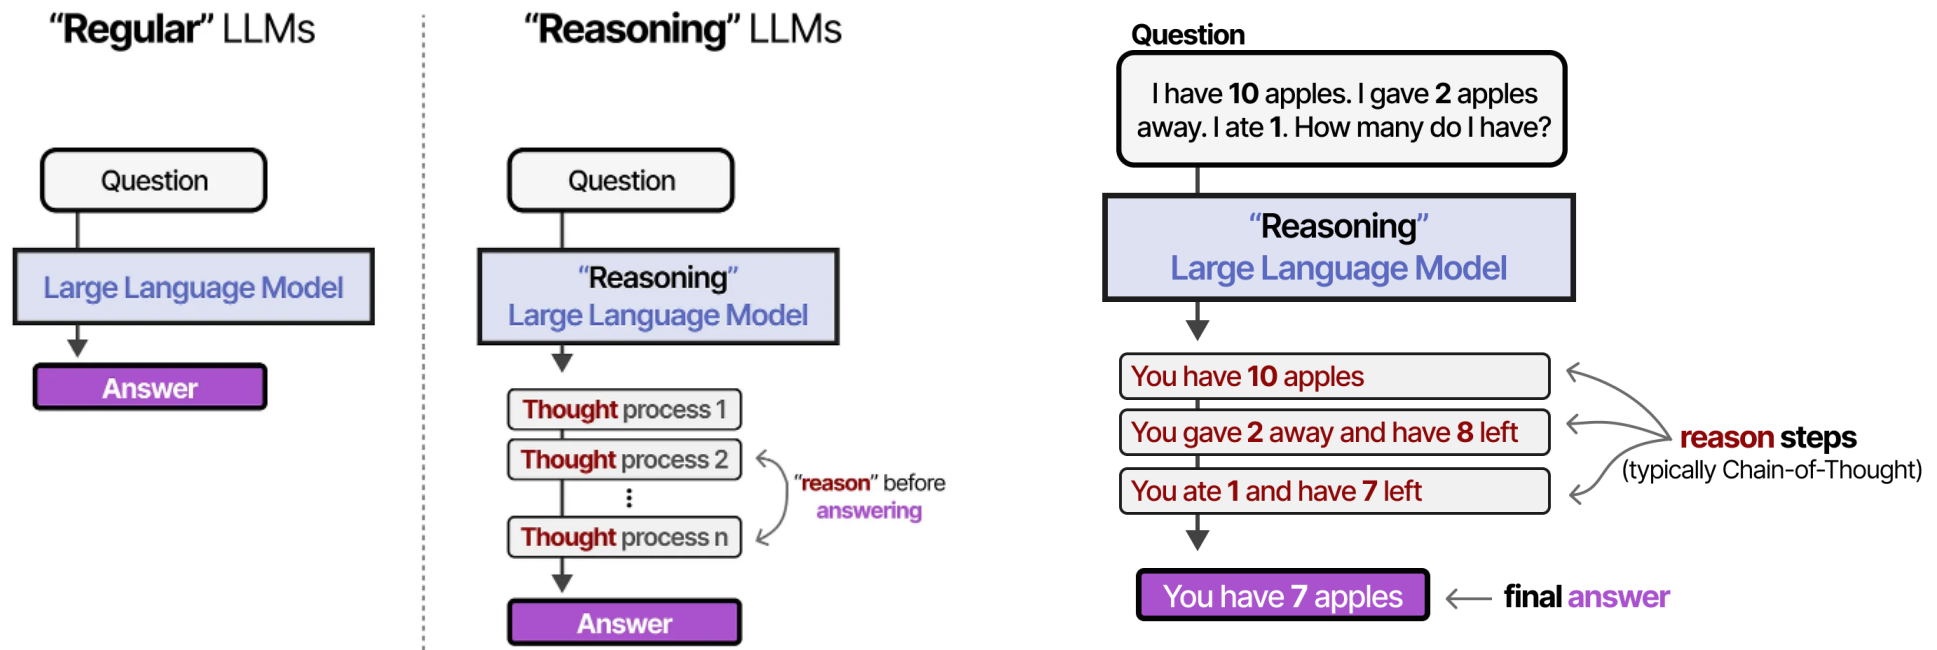 “Regular” LLMs
Question
Large Language Model
Answer
“Reasoning” LLMs
Question
“Reasoning”
Large Language Model
Thought process 1
Thought process 2
⋮
Thought process n
“reason” before
answering
Answer
Question
I have 10 apples. I gave 2 apples
away. I ate 1. How many do I have?
“Reasoning”
Large Language Model
You have 10 apples
You gave 2 away and have 8 left
You ate 1 and have 7 left
reason steps
(typically Chain-of-Thought)
You have 7 apples
final answer